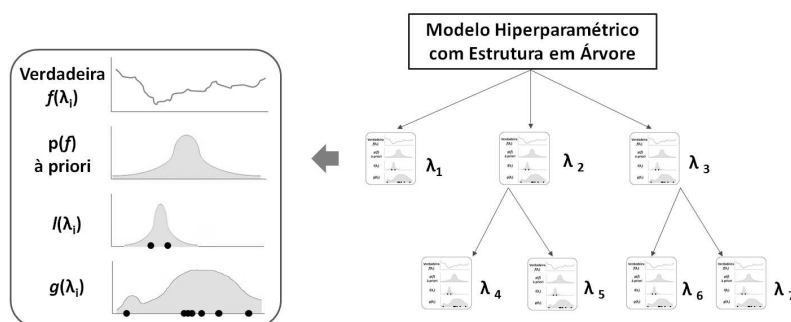 Modelo Hiperparamétrico
com Estrutura em Árvore
Verdadeira
f(λi)
p(f)
à priori
l(λi)
g(λi)
λ1
λ2
λ3
λ4
λ5
λ6
λ7